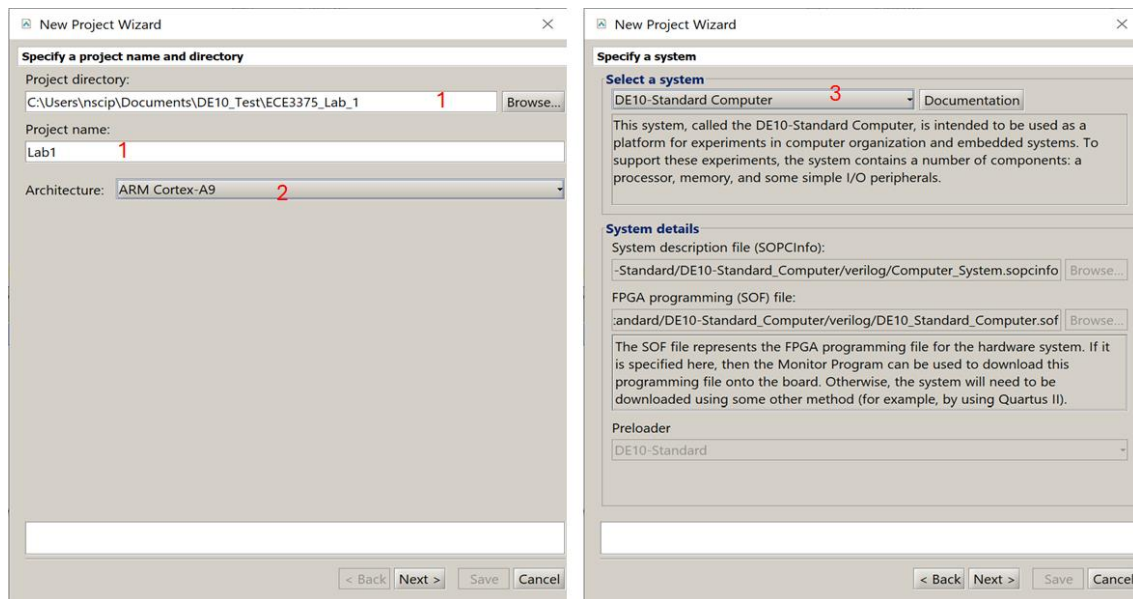 New Project Wizard
Specify a project name and directory
Project directory:
C:\Users\nscip\Documents\DE10_Test\ECE3375_Lab_1 1 Browse...
Project name:
Lab1 1
Architecture: ARM Cortex-A9 2
< Back Next > Save Cancel
New Project Wizard
Specify a system
Select a system
DE10-Standard Computer 3 Documentation
This system, called the DE10-Standard Computer, is intended to be used as a
platform for experiments in computer organization and embedded systems. To
support these experiments, the system contains a number of components: a
processor, memory, and some simple I/O peripherals.
System details
System description file (SOPCInfo):
-Standard/DE10-Standard_Computer/verilog/Computer_System.sopcinfo Browse...
FPGA programming (SOF) file:
:andard/DE10-Standard_Computer/verilog/DE10_Standard_Computer.sof Browse...
The SOF file represents the FPGA programming file for the hardware system. If it
is specified here, then the Monitor Program can be used to download this
programming file onto the board. Otherwise, the system will need to be
downloaded using some other method (for example, by using Quartus II).
Preloader
DE10-Standard
< Back Next > Save Cancel